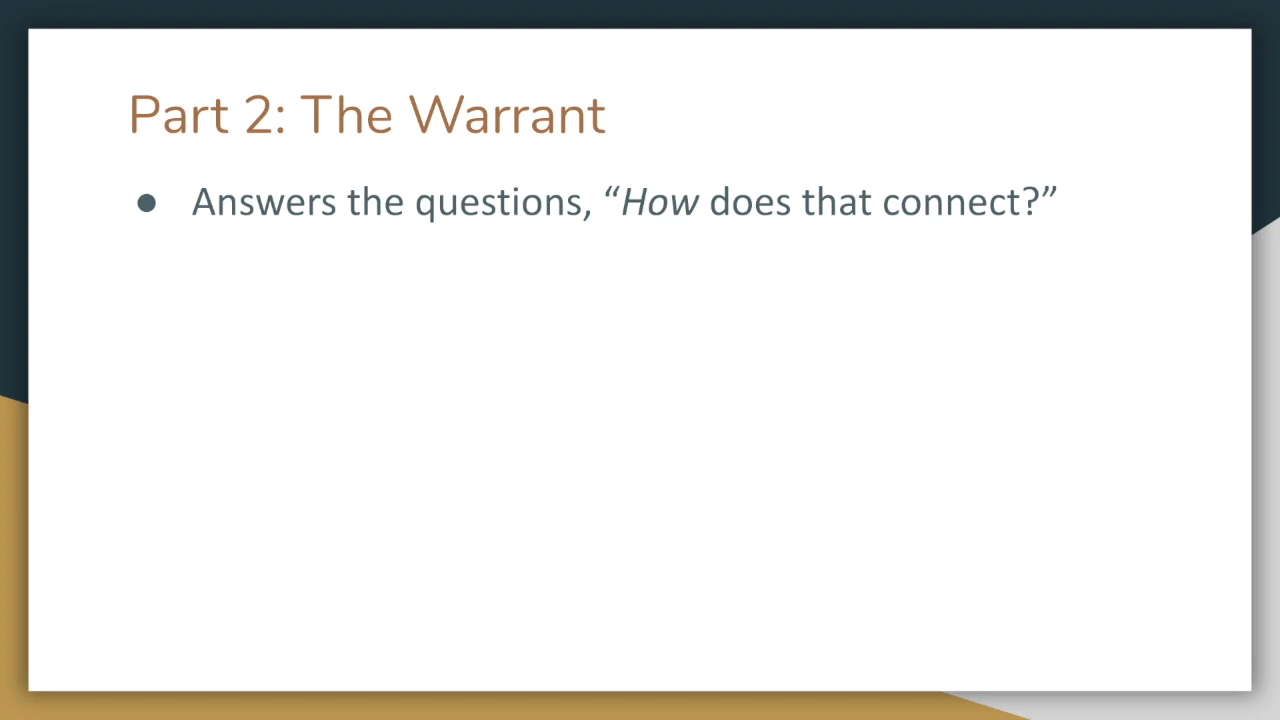 Part 2: The Warrant
● Answers the questions, “How does that connect?”